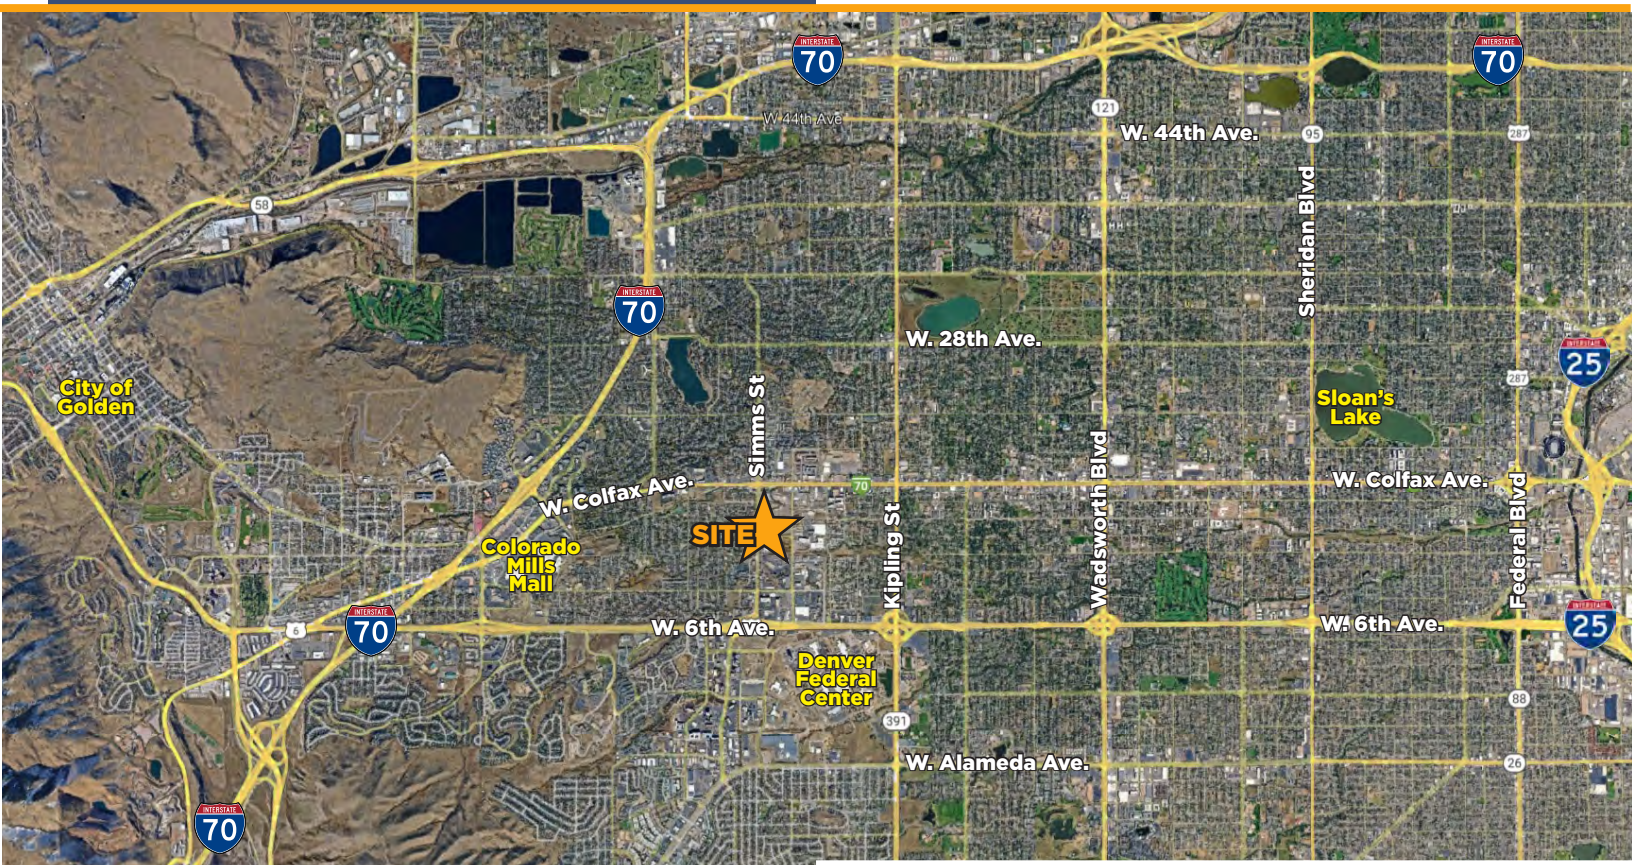 INTERSTATE
70
INTERSTATE
70
W 44th Ave
121
W. 44th Ave.
95
287
58
Sheridan Blvd
INTERSTATE
70
W. 28th Ave.
INTERSTATE
25
City of
Golden
287
Sloan's
Lake
Simms St
W. Colfax Ave.
70
Wadsworth Blvd
W. Colfax Ave.
Federal Blvd
SITE
Kipling St
Colorado
Mills
Mall
6
INTERSTATE
70
W. 6th Ave.
W. 6th Ave.
INTERSTATE
25
Denver
Federal
Center
391
88
W. Alameda Ave.
26
INTERSTATE
70